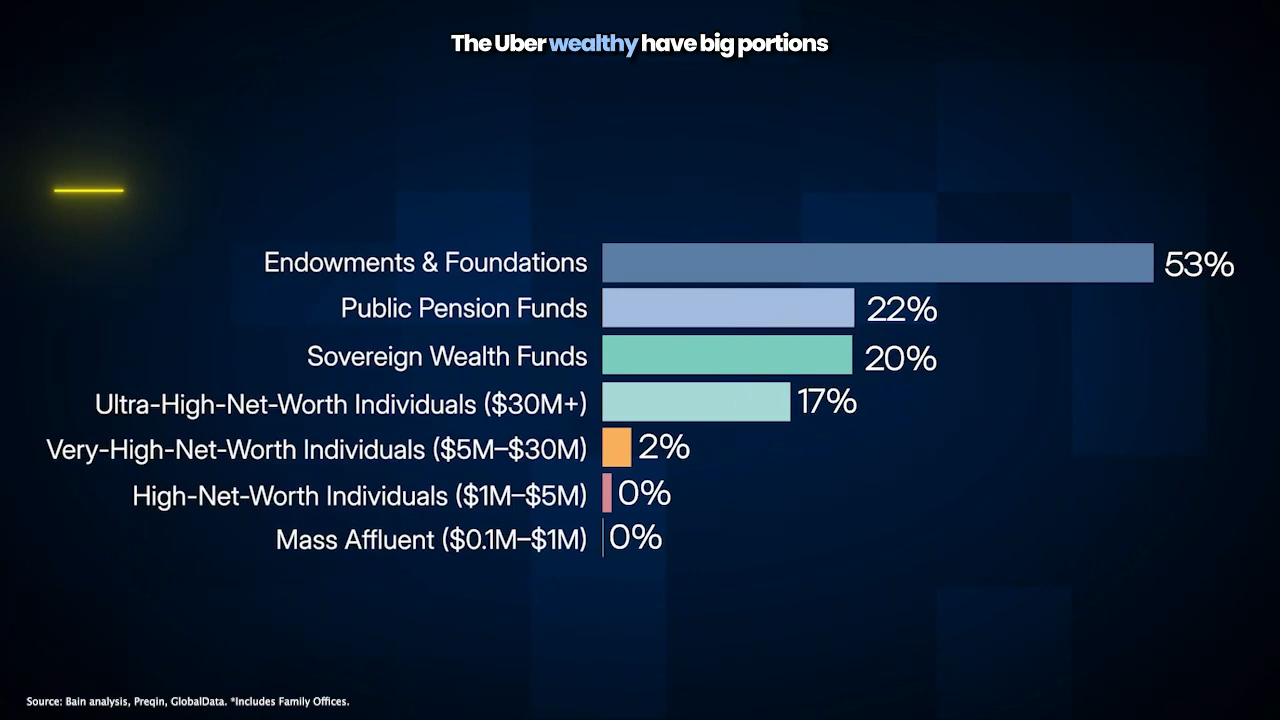 The Uber wealthy have big portions
Endowments & Foundations 53%
Public Pension Funds 22%
Sovereign Wealth Funds 20%
Ultra-High-Net-Worth Individuals ($30M+) 17%
Very-High-Net-Worth Individuals ($5M–$30M) 2%
High-Net-Worth Individuals ($1M–$5M) 0%
Mass Affluent ($0.1M–$1M) 0%
Source: Bain analysis, Preqin, GlobalData. *Includes Family Offices.